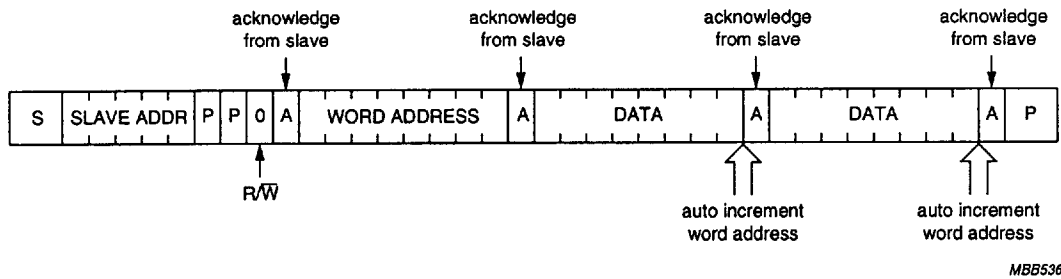 acknowledge from slave
acknowledge from slave
acknowledge from slave
acknowledge from slave
S SLAVE ADDR P P 0 A WORD ADDRESS A DATA A DATA A P
R/W̅
auto increment word address
auto increment word address
MBB536